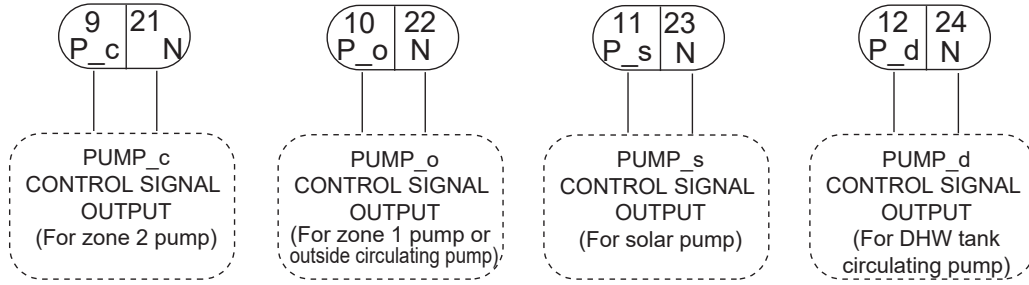 9 21
P_c N
PUMP_c
CONTROL SIGNAL
OUTPUT
(For zone 2 pump)
10 22
P_o N
PUMP_o
CONTROL SIGNAL
OUTPUT
(For zone 1 pump or
outside circulating pump)
11 23
P_s N
PUMP_s
CONTROL SIGNAL
OUTPUT
(For solar pump)
12 24
P_d N
PUMP_d
CONTROL SIGNAL
OUTPUT
(For DHW tank
circulating pump)